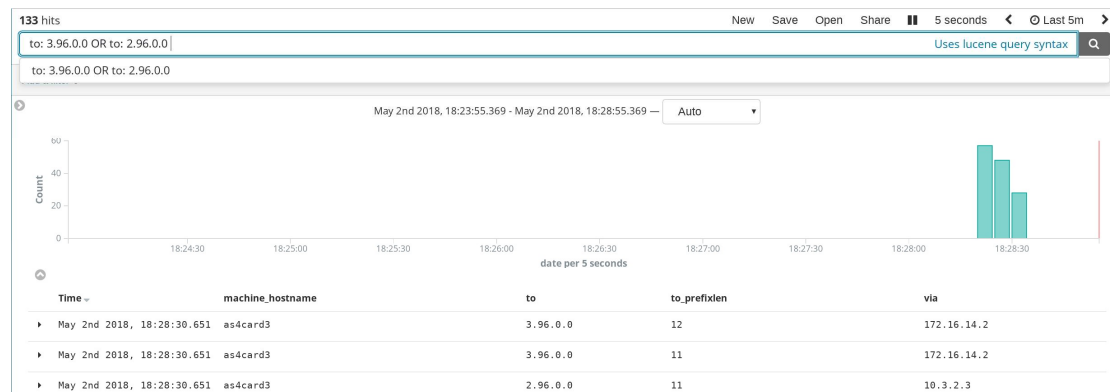 133 hits New Save Open Share 5 seconds Last 5m
to: 3.96.0.0 OR to: 2.96.0.0 Uses lucene query syntax
to: 3.96.0.0 OR to: 2.96.0.0
May 2nd 2018, 18:23:55.369 - May 2nd 2018, 18:28:55.369 — Auto
60
40
20
0
Count
18:24:30 18:25:00 18:25:30 18:26:00 18:26:30 18:27:00 18:27:30 18:28:00 18:28:30
date per 5 seconds
Time machine_hostname to to_prefixlen via
May 2nd 2018, 18:28:30.651 as4card3 3.96.0.0 12 172.16.14.2
May 2nd 2018, 18:28:30.651 as4card3 3.96.0.0 11 172.16.14.2
May 2nd 2018, 18:28:30.651 as4card3 2.96.0.0 11 10.3.2.3